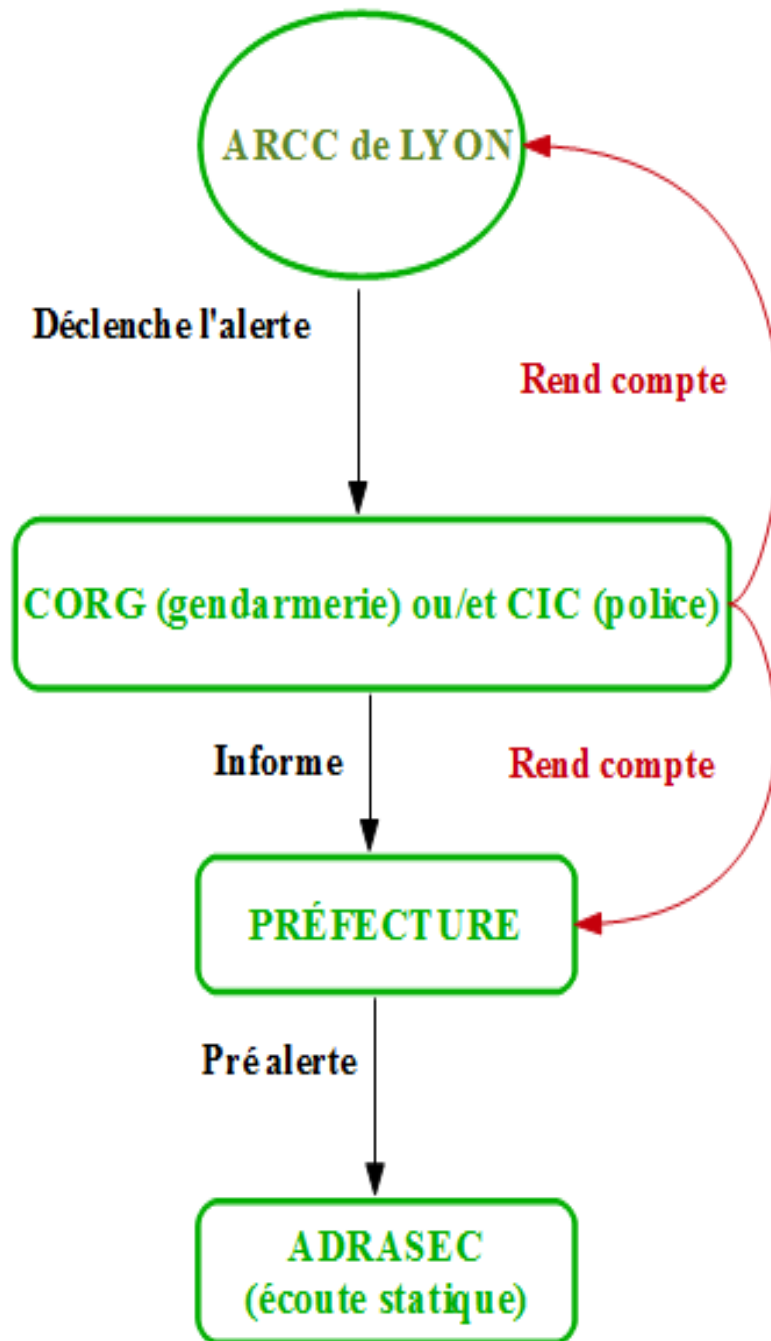 ARCC de LYON
Déclenche l'alerte
Rend compte
CORG (gendarmerie) ou/et CIC (police)
Informe
Rend compte
PRÉFECTURE
Pré alerte
ADRASEC
(écoute statique)